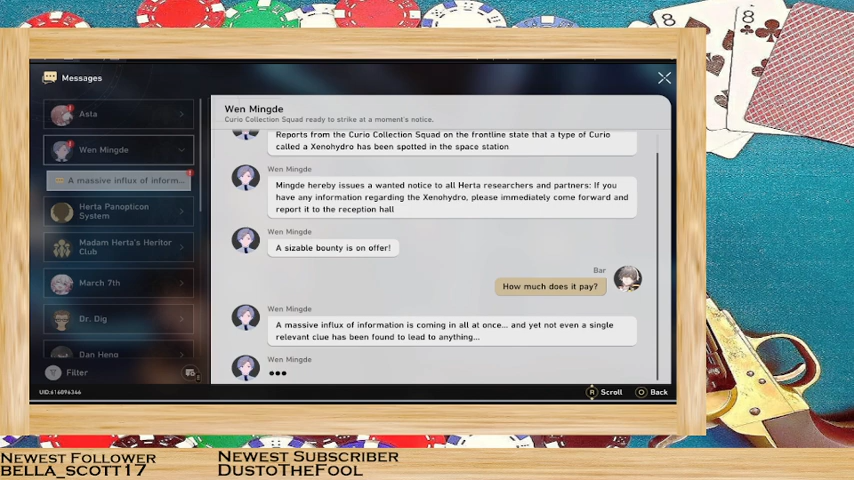 8
8
Messages
Asta
Wen Mingde
A massive influx of inform...
Herta Panopticon
System
Madam Herta's Heritor
Club
March 7th
Dr. Dig
Dan Heng
Filter
Wen Mingde
Curio Collection Squad ready to strike at a moment's notice.
Reports from the Curio Collection Squad on the frontline state that a type of Curio
called a Xenohydro has been spotted in the space station
Wen Mingde
Mingde hereby issues a wanted notice to all Herta researchers and partners: If you
have any information regarding the Xenohydro, please immediately come forward and
report it to the reception hall
Wen Mingde
A sizable bounty is on offer!
Bar
How much does it pay?
Wen Mingde
A massive influx of information is coming in all at once... and yet not even a single
relevant clue has been found to lead to anything...
Wen Mingde
UID:616096346
R Scroll
Back
Newest Follower
bella_scott17
Newest Subscriber
DustoTheFool